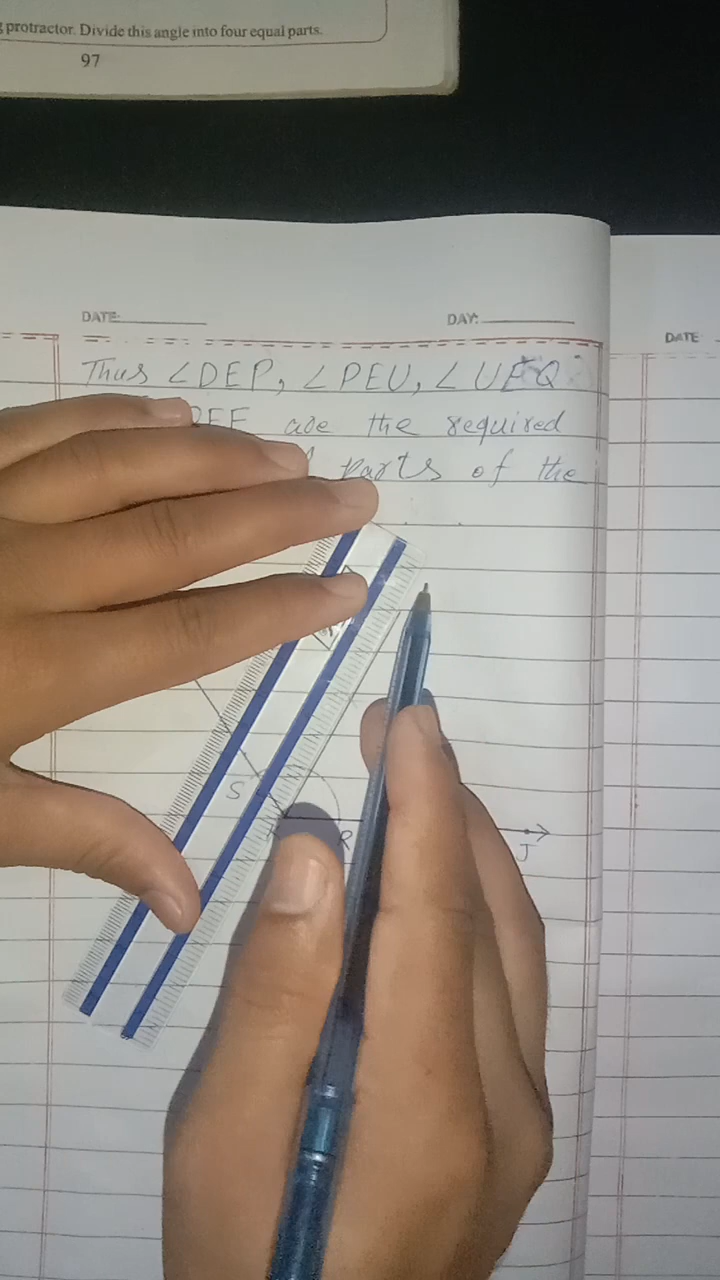 protractor. Divide this angle into four equal parts.
97
DATE: DAY:
DATE
Thus ∠DEP, ∠PEU, ∠UEQ
are the required
parts of the
S
R
J